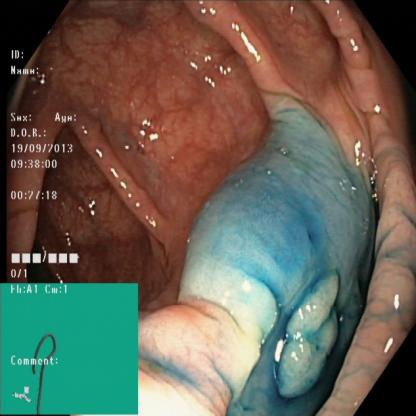 ID:
Name:
Sex: Age:
D.O.B.:
19/09/2013
09:38:00
00:27:18
■■■/■■■■
0/1
Eh:A1 Cm:1
Comment: